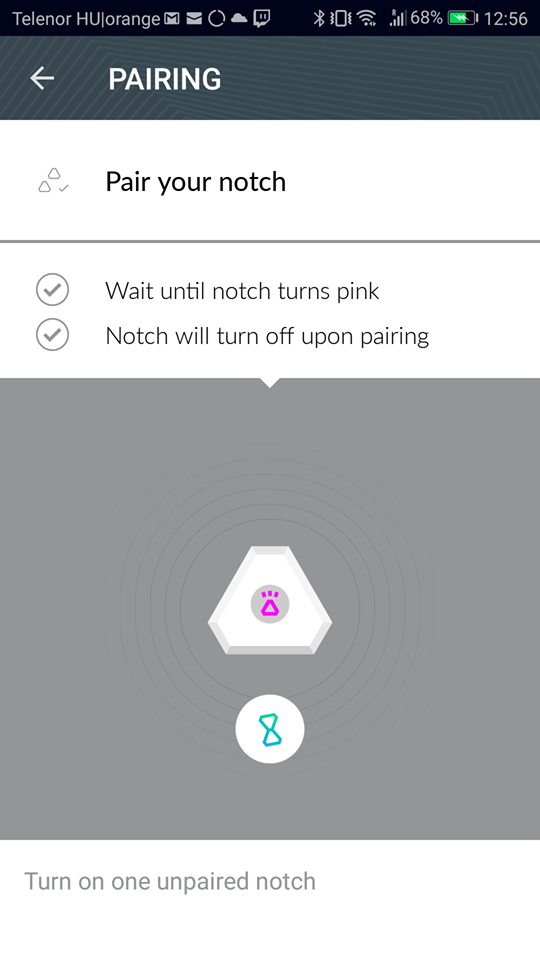 Telenor HU|orange 68% 12:56
PAIRING
Pair your notch
Wait until notch turns pink
Notch will turn off upon pairing
Turn on one unpaired notch